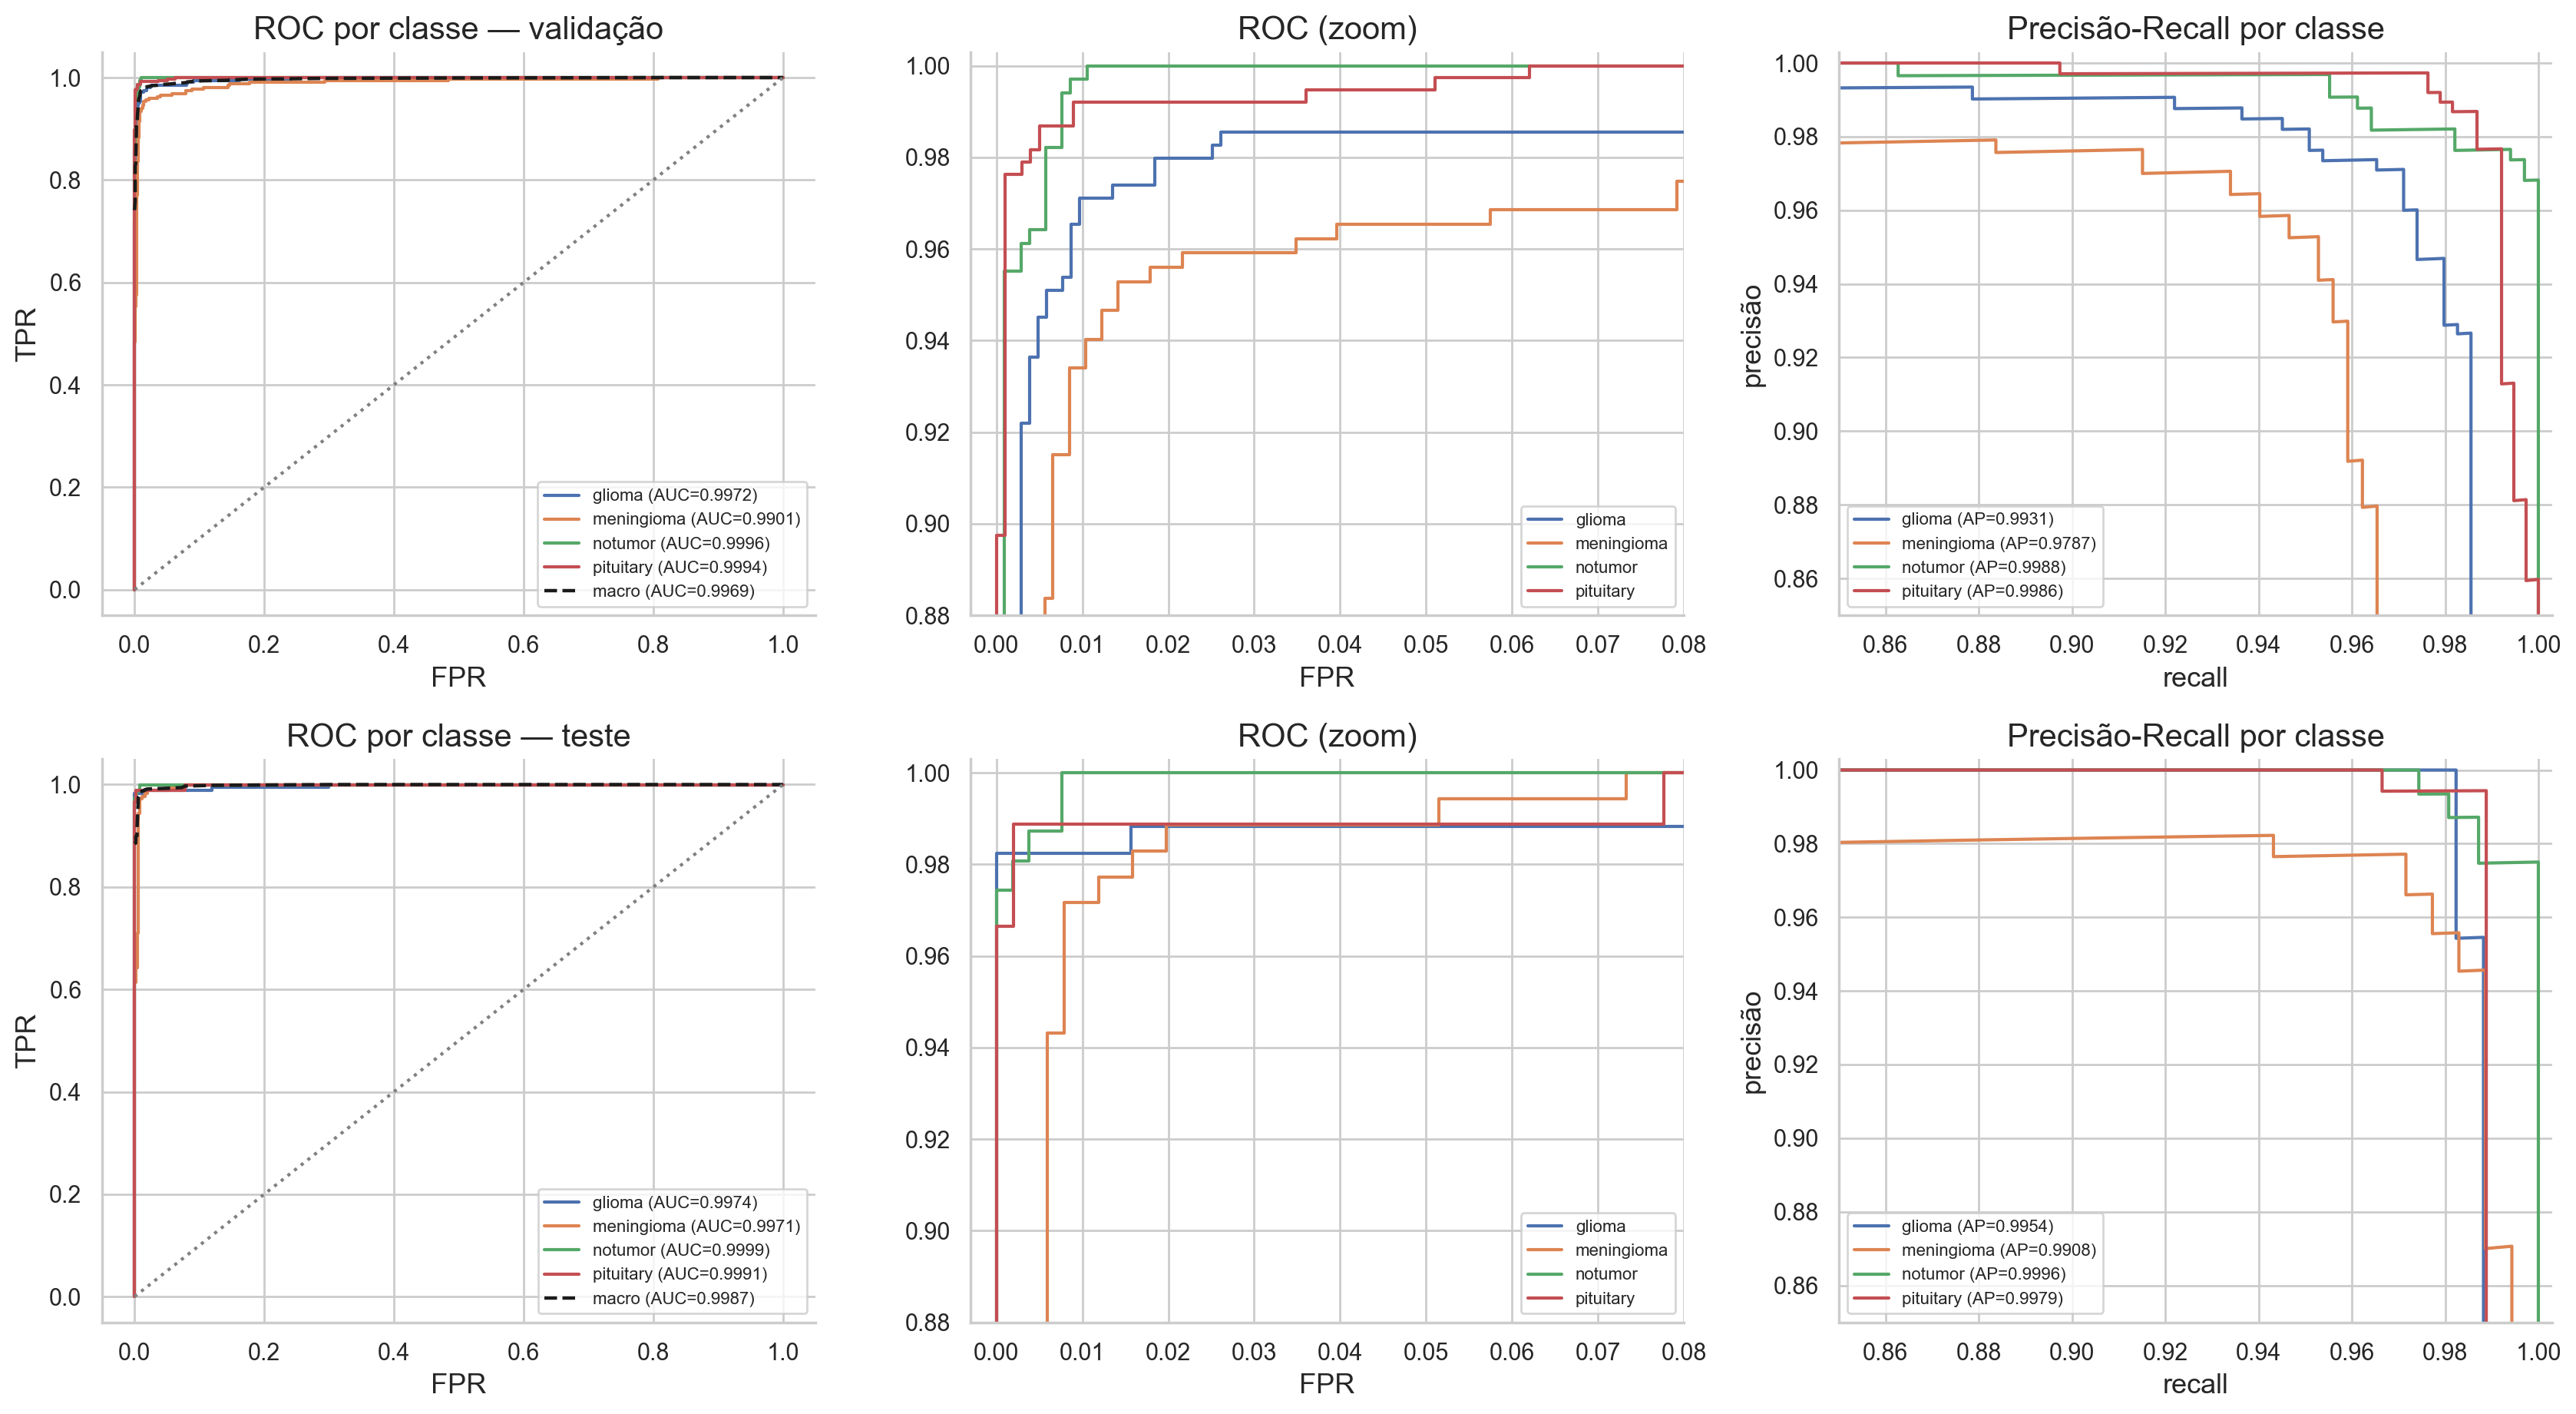 ROC por classe — validação
TPR
1.0
0.8
0.6
0.4
0.2
0.0
glioma (AUC=0.9972)
meningioma (AUC=0.9901)
notumor (AUC=0.9996)
pituitary (AUC=0.9994)
macro (AUC=0.9969)
0.0 0.2 0.4 0.6 0.8 1.0
FPR
ROC (zoom)
1.00
0.98
0.96
0.94
0.92
0.90
0.88
glioma
meningioma
notumor
pituitary
0.00 0.01 0.02 0.03 0.04 0.05 0.06 0.07 0.08
FPR
Precisão-Recall por classe
precisão
1.00
0.98
0.96
0.94
0.92
0.90
0.88
0.86
glioma (AP=0.9931)
meningioma (AP=0.9787)
notumor (AP=0.9988)
pituitary (AP=0.9986)
0.86 0.88 0.90 0.92 0.94 0.96 0.98 1.00
recall
ROC por classe — teste
TPR
1.0
0.8
0.6
0.4
0.2
0.0
glioma (AUC=0.9974)
meningioma (AUC=0.9971)
notumor (AUC=0.9999)
pituitary (AUC=0.9991)
macro (AUC=0.9987)
0.0 0.2 0.4 0.6 0.8 1.0
FPR
ROC (zoom)
1.00
0.98
0.96
0.94
0.92
0.90
0.88
glioma
meningioma
notumor
pituitary
0.00 0.01 0.02 0.03 0.04 0.05 0.06 0.07 0.08
FPR
Precisão-Recall por classe
precisão
1.00
0.98
0.96
0.94
0.92
0.90
0.88
0.86
glioma (AP=0.9954)
meningioma (AP=0.9908)
notumor (AP=0.9996)
pituitary (AP=0.9979)
0.86 0.88 0.90 0.92 0.94 0.96 0.98 1.00
recall